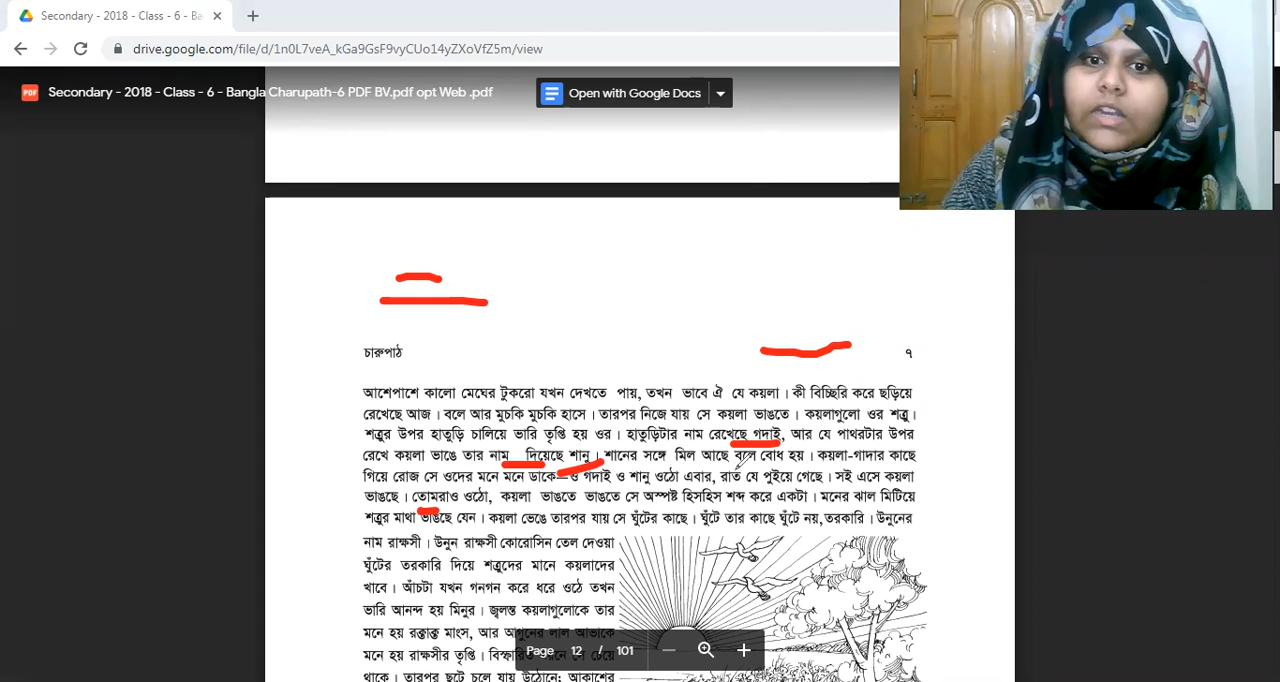 Secondary - 2018 - Class - 6 - Ba
drive.google.com/file/d/1n0L7veA_kGa9GsF9vyCUo14yZXoVfZ5m/view
PDF
Secondary - 2018 - Class - 6 - Bangla Charupath-6 PDF BV.pdf opt Web .pdf
Open with Google Docs
চারুপাঠ
৭
আশেপাশে কালো মেঘের টুকরো যখন দেখতে পায়, তখন ভাবে ঐ যে কয়লা। কী বিচ্ছিরি করে ছড়িয়ে
রেখেছে আজ। বলে আর মুচকি মুচকি হাসে। তারপর নিজে যায় সে কয়লা ভাঙতে। কয়লাগুলো ওর শত্রু।
শত্রুর উপর হাতুড়ি চালিয়ে ভারি তৃপ্তি হয় ওর। হাতুড়িটার নাম রেখেছে গদাই, আর যে পাথরটার উপর
রেখে কয়লা ভাঙে তার নাম দিয়েছে শানু। শানের সঙ্গে মিল আছে বলে বোধ হয়। কয়লা-গাদার কাছে
গিয়ে রোজ সে ওদের মনে মনে ডাকে– ও গদাই ও শানু ওঠো এবার, রাত যে পুইয়ে গেছে। সই এসে কয়লা
ভাঙছে। তোমরাও ওঠো, কয়লা ভাঙতে ভাঙতে সে অস্পষ্ট হিসহিস শব্দ করে একটা। মনের ঝাল মিটিয়ে
শত্রুর মাথা ভাঙছে যেন। কয়লা ভেঙে তারপর যায় সে ঘুঁটের কাছে। ঘুঁটে তার কাছে ঘুঁটে নয়, তরকারি। উনুনের
নাম রাক্ষসী। উনুন রাক্ষসী কেরোসিন তেল দেওয়া
ঘুঁটের তরকারি দিয়ে শত্রুদের মানে কয়লাদের
খাবে। আঁচটা যখন গনগন করে ধরে ওঠে তখন
ভারি আনন্দ হয় মিনুর। জ্বলন্ত কয়লাগুলোকে তার
মনে হয় রক্তাক্ত মাংস, আর আগুনের লাল আভাকে
মনে হয় রাক্ষসীর তৃপ্তি। বিস্ফারিত নয়নে সে চেয়ে
থাকে। তারপর ছুটে চলে যায় উঠোনে; আকাশের
Page 12 / 101